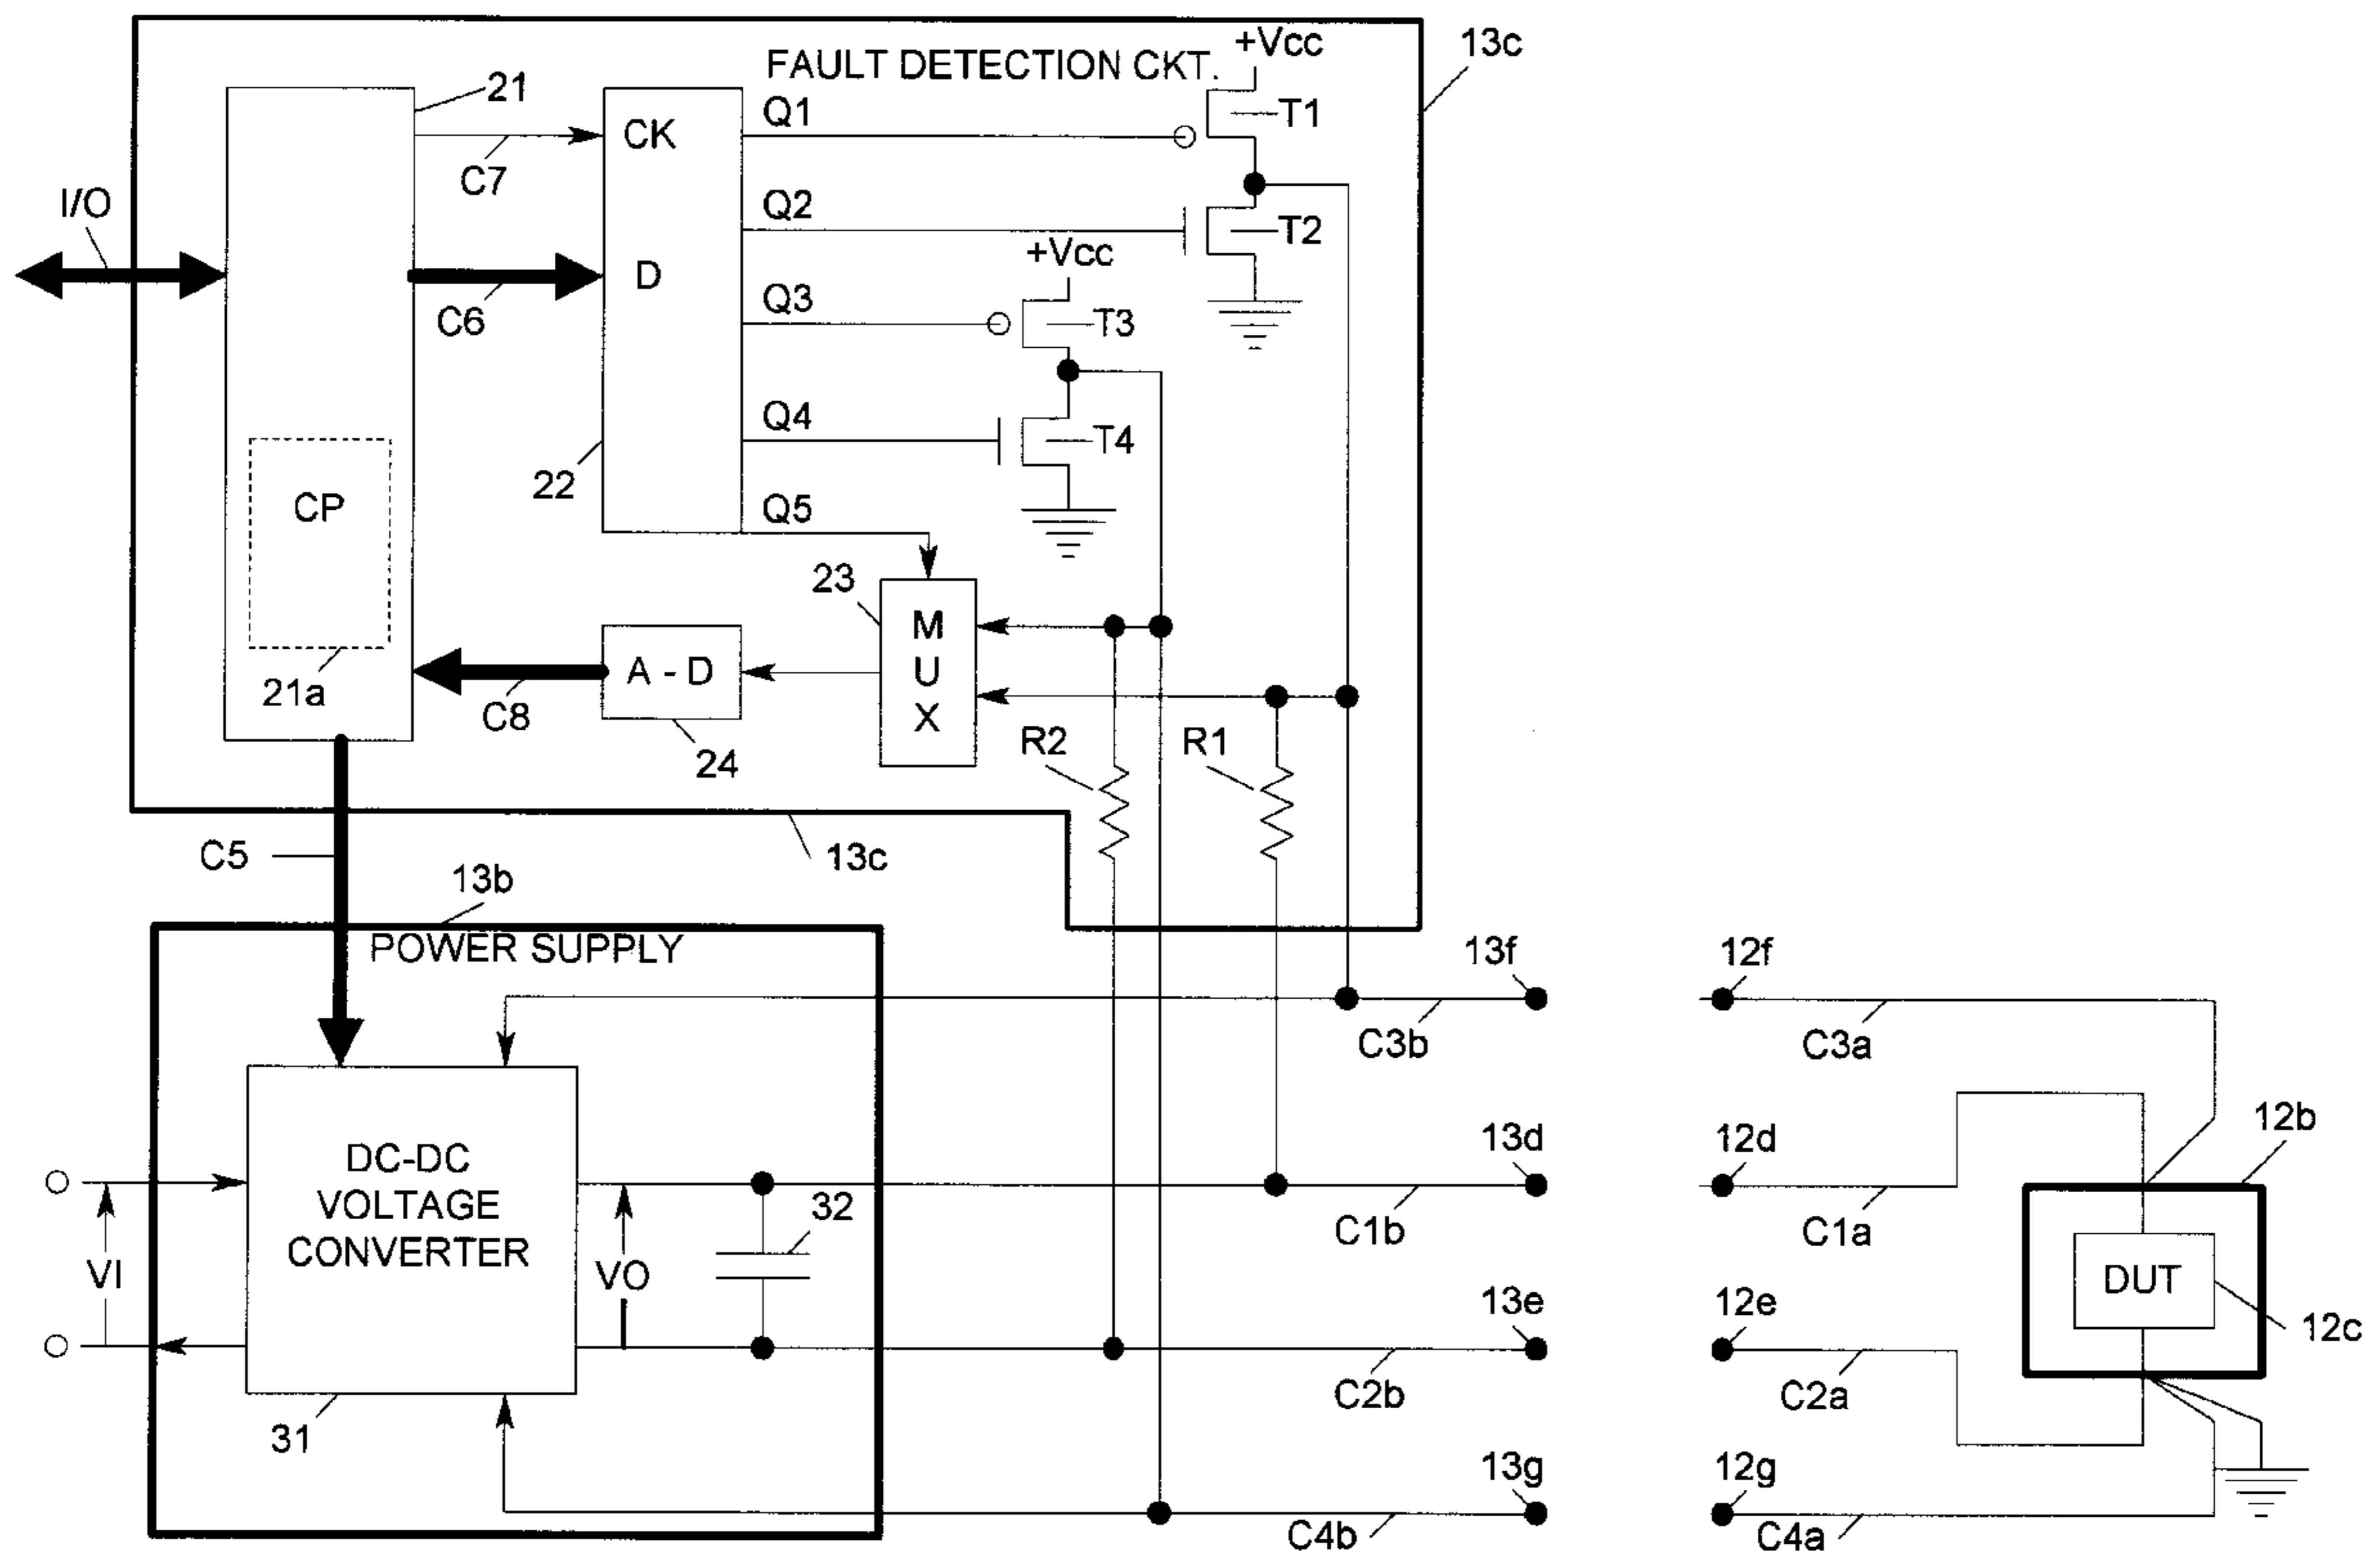 FAULT DETECTION CKT.
+Vcc
13c
21
CK
Q1
T1
C7
I/O
Q2
T2
+Vcc
D
C6
Q3
T3
Q4
T4
22
CP
Q5
23
MUX
21a
A - D
C8
24
R2
R1
C5
13c
13b
POWER SUPPLY
13f
12f
C3b
C3a
DC-DC
VOLTAGE
CONVERTER
13d
12d
12b
32
C1b
C1a
VI
VO
DUT
13e
12e
12c
C2b
C2a
31
13g
12g
C4b
C4a